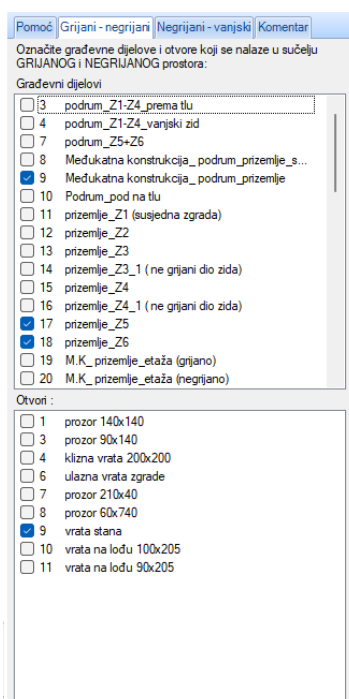 Pomoć Grijani - negrijani Negrijani - vanjski Komentar
Označite građevne dijelove i otvore koji se nalaze u sučelju
GRIJANOG i NEGRIJANOG prostora:
Građevni dijelovi
3 podrum_Z1-Z4_prema tlu
4 podrum_Z1-Z4_vanjski zid
7 podrum_Z5+Z6
8 Međukatna konstrukcija_ podrum_prizemlje_s...
9 Međukatna konstrukcija_ podrum_prizemlje
10 Podrum_pod na tlu
11 prizemlje_Z1 (susjedna zgrada)
12 prizemlje_Z2
13 prizemlje_Z3
14 prizemlje_Z3_1 ( ne grijani dio zida)
15 prizemlje_Z4
16 prizemlje_Z4_1 ( ne grijani dio zida)
17 prizemlje_Z5
18 prizemlje_Z6
19 M.K_ prizemlje_etaža (grijano)
20 M.K_ prizemlje_etaža (negrijano)
Otvori :
1 prozor 140x140
3 prozor 90x140
4 klizna vrata 200x200
6 ulazna vrata zgrade
7 prozor 210x40
8 prozor 60x740
9 vrata stana
10 vrata na lođu 100x205
11 vrata na lođu 90x205